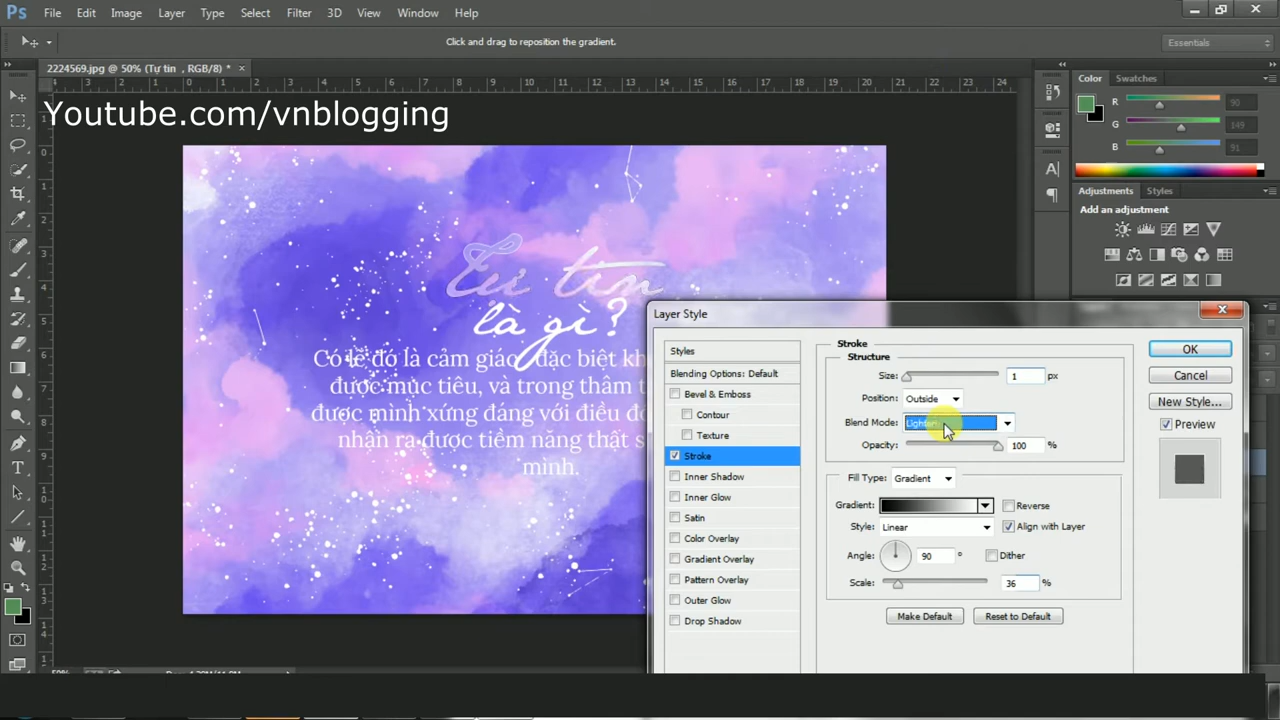 Ps File Edit Image Layer Type Select Filter 3D View Window Help
Click and drag to reposition the gradient.
Essentials
2224569.jpg @ 50% (Tự tin , RGB/8) *
Youtube.com/vnblogging
Tự tin
là gì?
Có lẽ đó là cảm giác đặc biệt
được mục tiêu, và trong thâm
được mình xứng đáng với điều
nhận ra được tiềm năng thật
mình.
Color Swatches
R 90
G 149
B 91
Adjustments Styles
Add an adjustment
Layer Style
Styles
Blending Options: Default
Bevel & Emboss
Contour
Texture
Stroke
Inner Shadow
Inner Glow
Satin
Color Overlay
Gradient Overlay
Pattern Overlay
Outer Glow
Drop Shadow
Stroke
Structure
Size: 1 px
Position: Outside
Blend Mode: Lighten
Opacity: 100 %
Fill Type: Gradient
Gradient: Reverse
Style: Linear Align with Layer
Angle: 90 ° Dither
Scale: 36 %
Make Default Reset to Default
OK
Cancel
New Style...
Preview